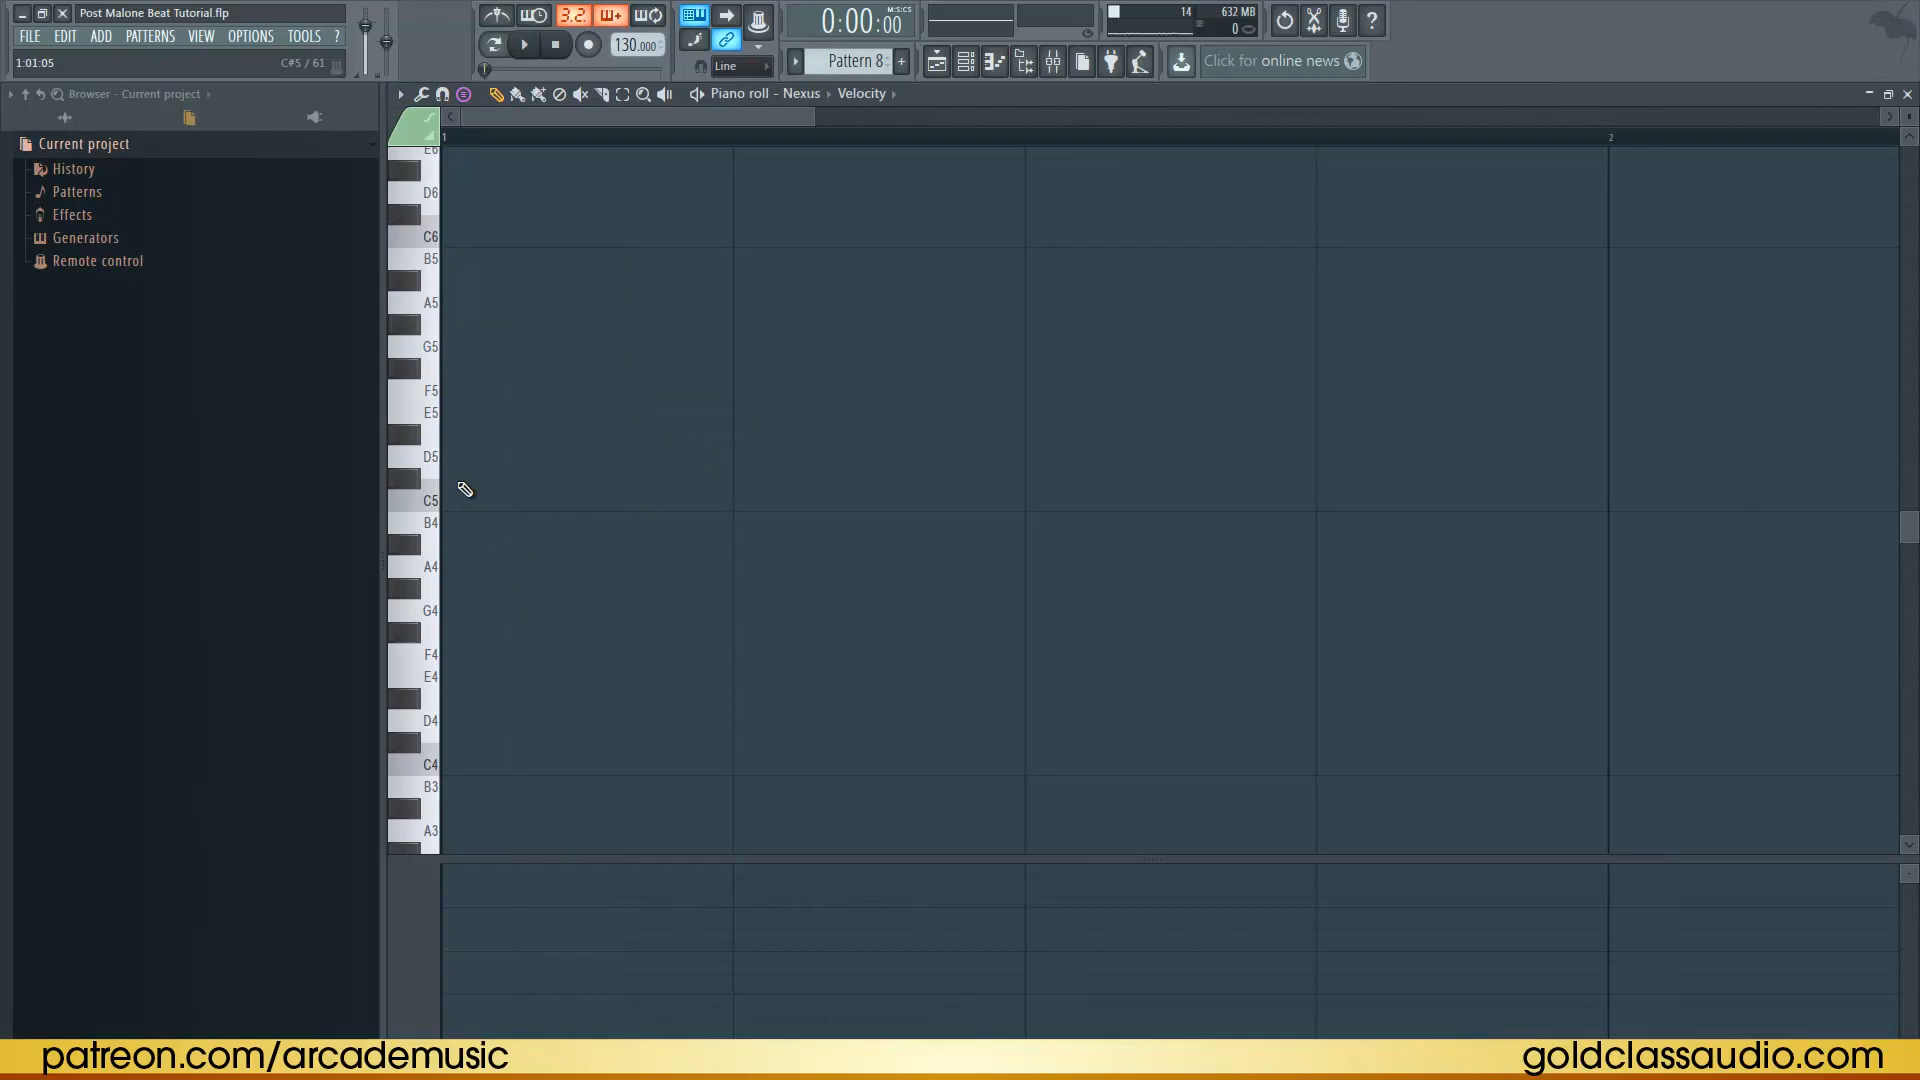 Post Malone Beat Tutorial.flp
FILE EDIT ADD PATTERNS VIEW OPTIONS TOOLS ?
1:01:05 C#5 / 61
3.2
130.000
Line
0:00:00
M:S:CS
Pattern 8
14 632 MB
0
Click for online news
Browser - Current project
Current project
History
Patterns
Effects
Generators
Remote control
Piano roll - Nexus Velocity
1 2
E6
D6
C6
B5
A5
G5
F5
E5
D5
C5
B4
A4
G4
F4
E4
D4
C4
B3
A3
patreon.com/arcademusic
goldclassaudio.com